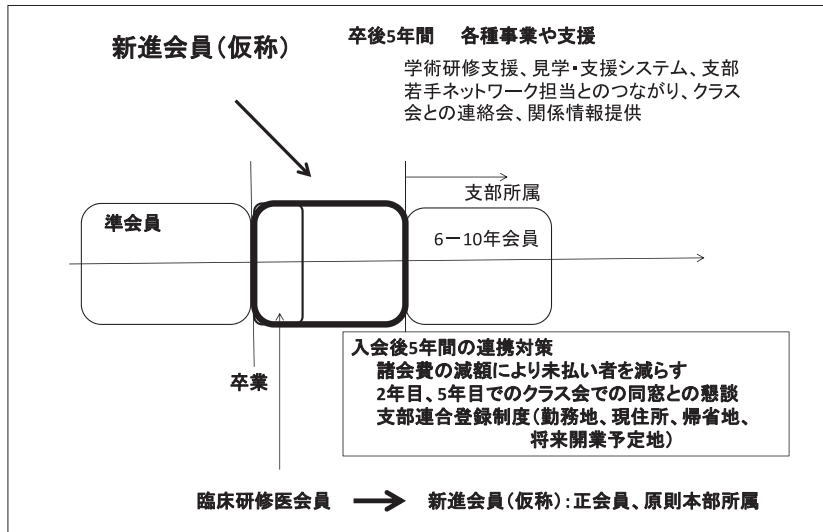 新進会員(仮称)
卒後5年間 各種事業や支援
学術研修支援、見学・支援システム、支部
若手ネットワーク担当とのつながり、クラス
会との連絡会、関係情報提供
支部所属
準会員
6－10年会員
卒業
入会後5年間の連携対策
諸会費の減額により未払い者を減らす
2年目、5年目でのクラス会での同窓との懇談
支部連合登録制度(勤務地、現住所、帰省地、
将来開業予定地)
臨床研修医会員 → 新進会員(仮称):正会員、原則本部所属